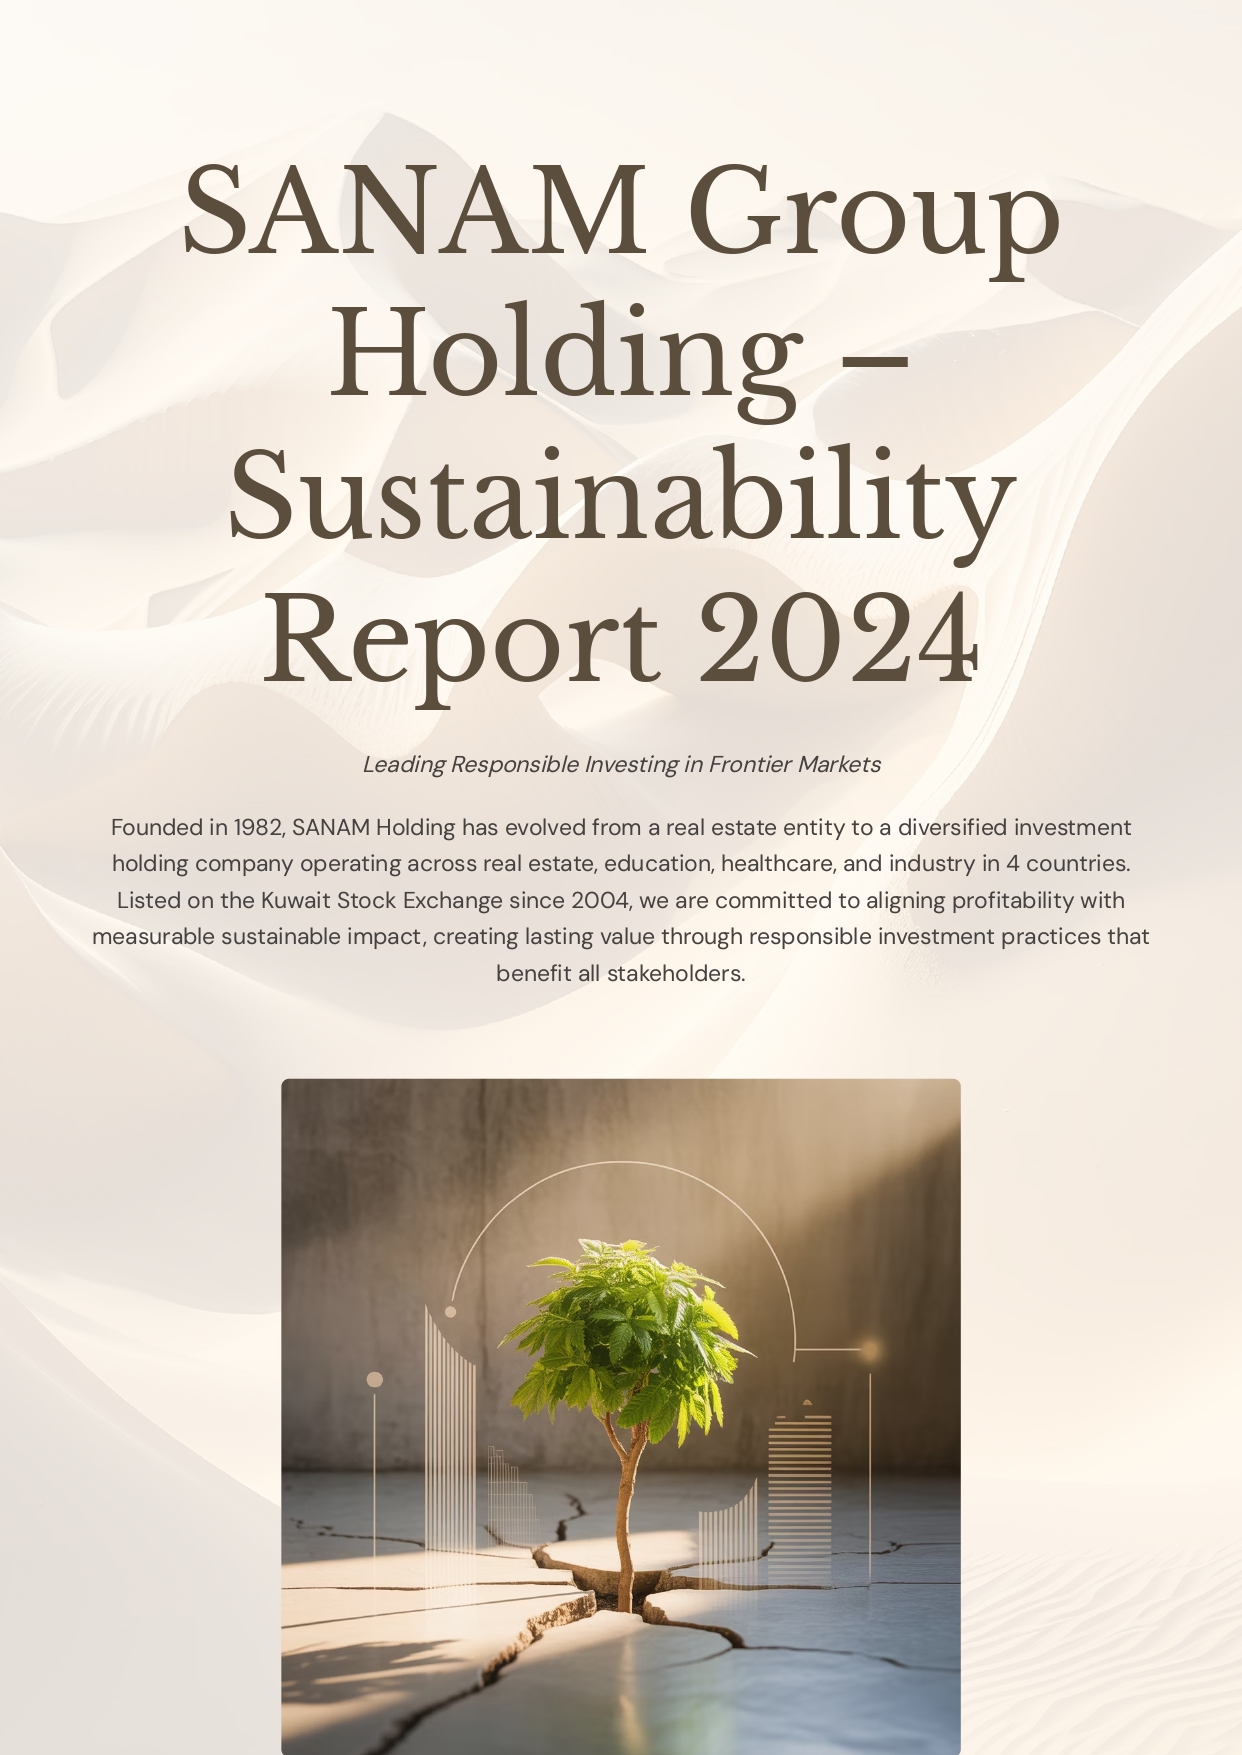 SANAM Group
Holding –
Sustainability
Report 2024
Leading Responsible Investing in Frontier Markets
Founded in 1982, SANAM Holding has evolved from a real estate entity to a diversified investment
holding company operating across real estate, education, healthcare, and industry in 4 countries.
Listed on the Kuwait Stock Exchange since 2004, we are committed to aligning profitability with
measurable sustainable impact, creating lasting value through responsible investment practices that
benefit all stakeholders.